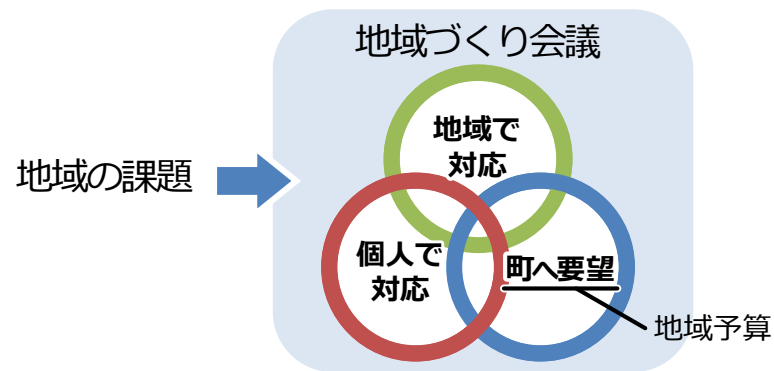 地域づくり会議
地域で
対応
地域の課題
個人で
対応
町へ要望
地域予算